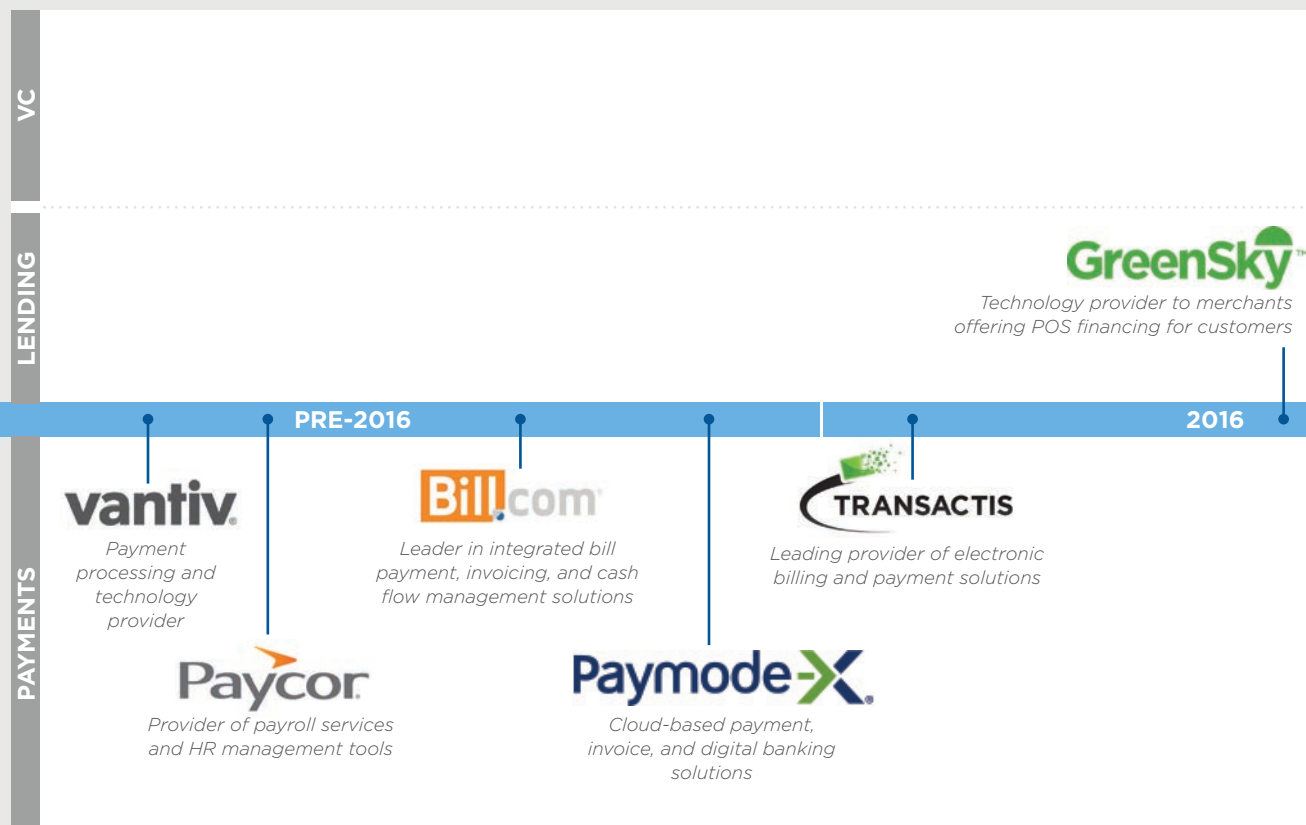 VC
LENDING
GreenSky™
Technology provider to merchants
offering POS financing for customers
PRE-2016
2016
PAYMENTS
vantiv®
Payment
processing and
technology
provider
Bill.com
Leader in integrated bill
payment, invoicing, and cash
flow management solutions
TRANSACTIS
Leading provider of electronic
billing and payment solutions
Paycor
Provider of payroll services
and HR management tools
Paymode-X®
Cloud-based payment,
invoice, and digital banking
solutions